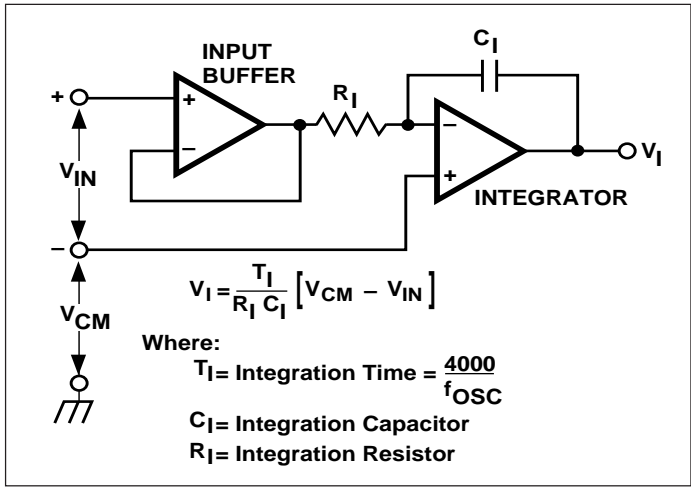 INPUT
BUFFER
C_I
R_I
+
+
−
−
+
V_IN
V_I
INTEGRATOR
−
V_I = T_I / R_I C_I [V_CM − V_IN]
V_CM
Where:
T_I = Integration Time = 4000 / f_OSC
C_I = Integration Capacitor
R_I = Integration Resistor